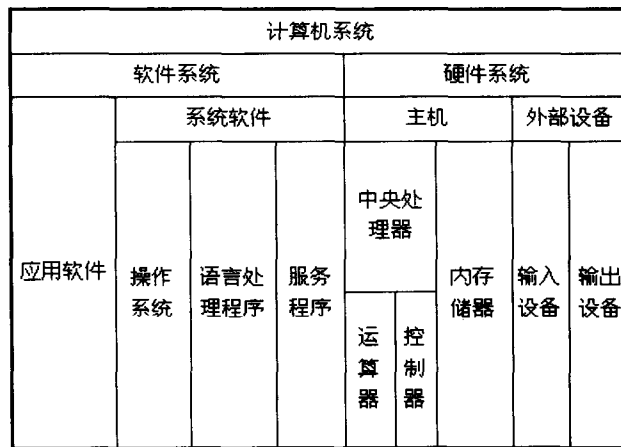 计算机系统
软件系统
硬件系统
系统软件
主机
外部设备
应用软件
操作
系统
语言处
理程序
服务
程序
中央处
理器
运
算
器
控
制
器
内存
储器
输入
设备
输出
设备